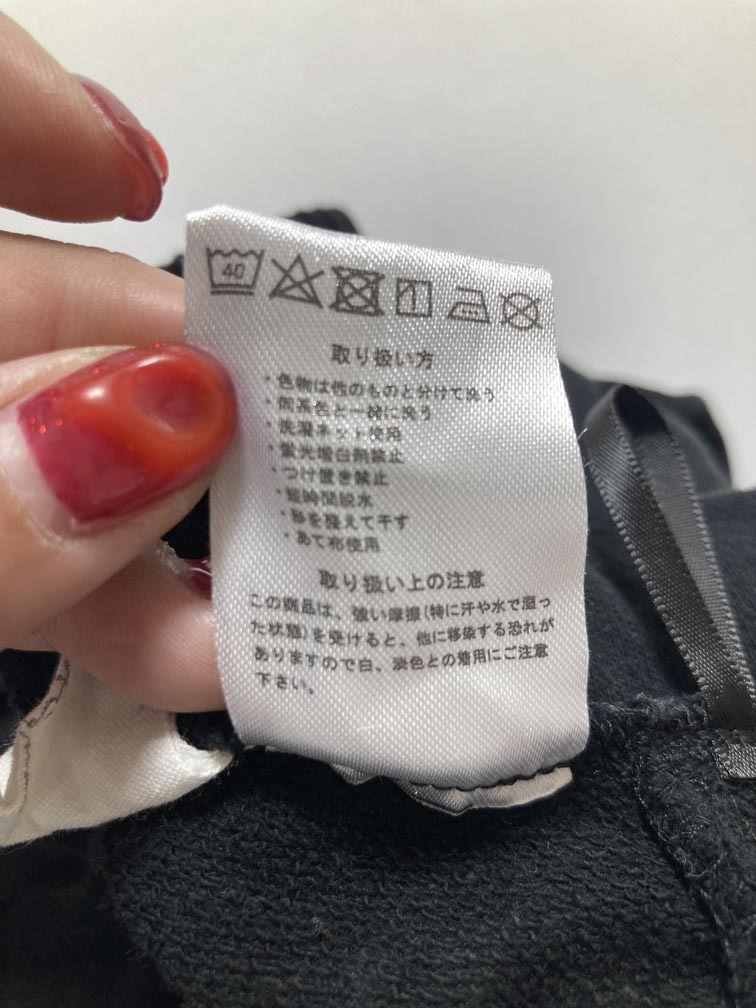 40
取り扱い方
・色物は他のものと分けて洗う
・同系色と一緒に洗う
・洗濯ネット使用
・蛍光増白剤禁止
・つけ置き禁止
・短時間脱水
・形を整えて干す
・あて布使用
取り扱い上の注意
この商品は、強い摩擦(特に汗や水で湿っ
た状態)を受けると、他に移染する恐れが
ありますので白、淡色との着用にご注意
下さい。